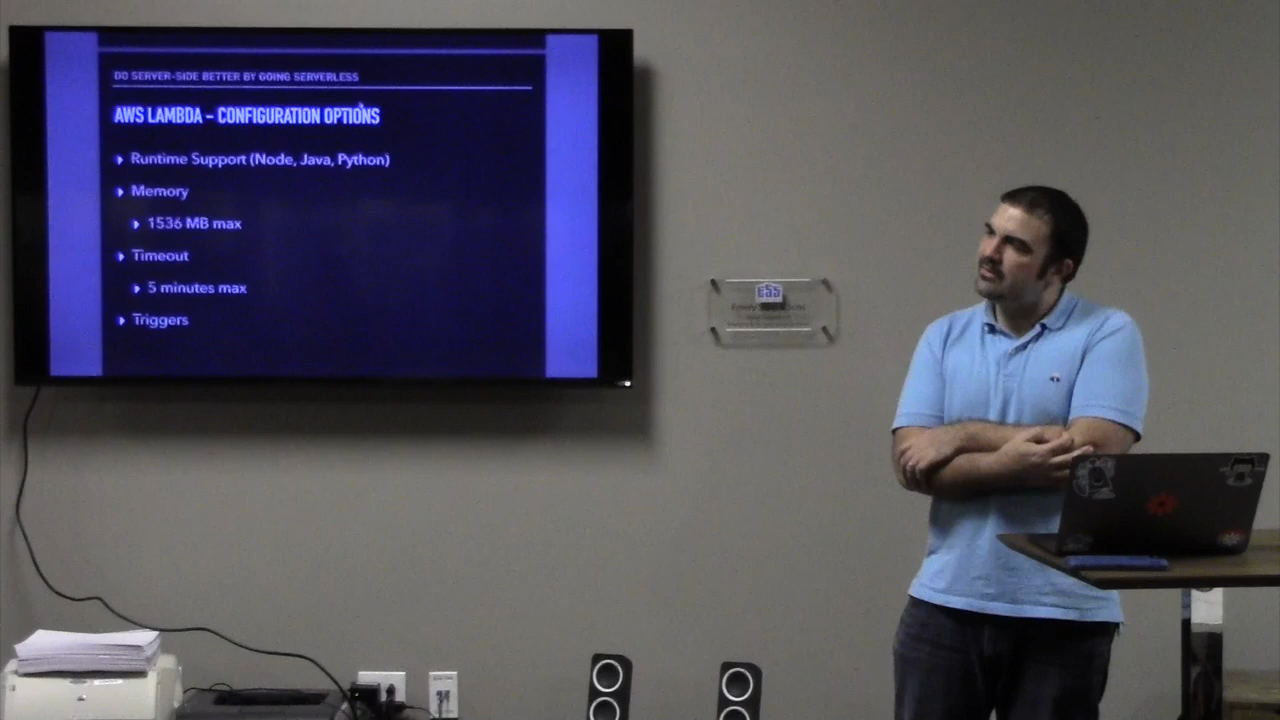 DO SERVER-SIDE BETTER BY GOING SERVERLESS
AWS LAMBDA – CONFIGURATION OPTIONS
Runtime Support (Node, Java, Python)
Memory
1536 MB max
Timeout
5 minutes max
Triggers
ESS